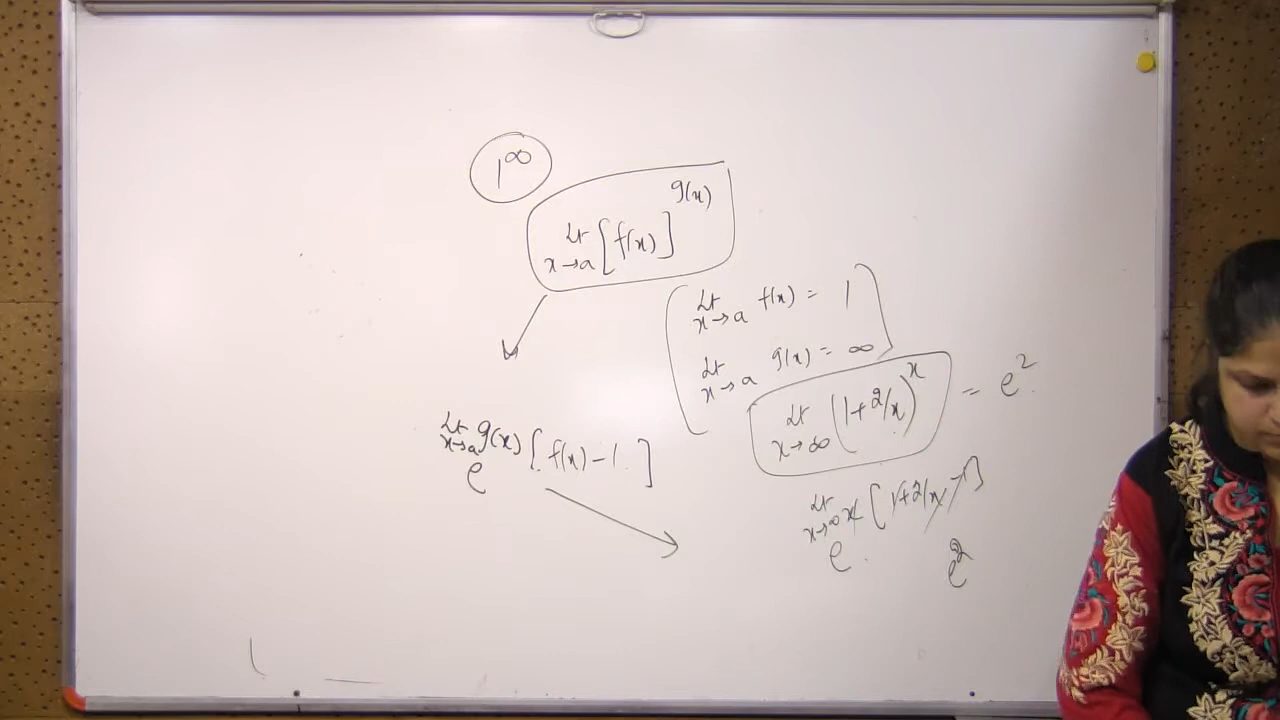 1^∞
Lt x→a [f(x)]^g(x)
Lt x→a f(x) = 1
Lt x→a g(x) = ∞
Lt x→∞ (1+2/x)^x = e^2
e^Lt x→a g(x) [f(x) - 1]
e^Lt x→∞ x [1+2/x - 1]
e^2